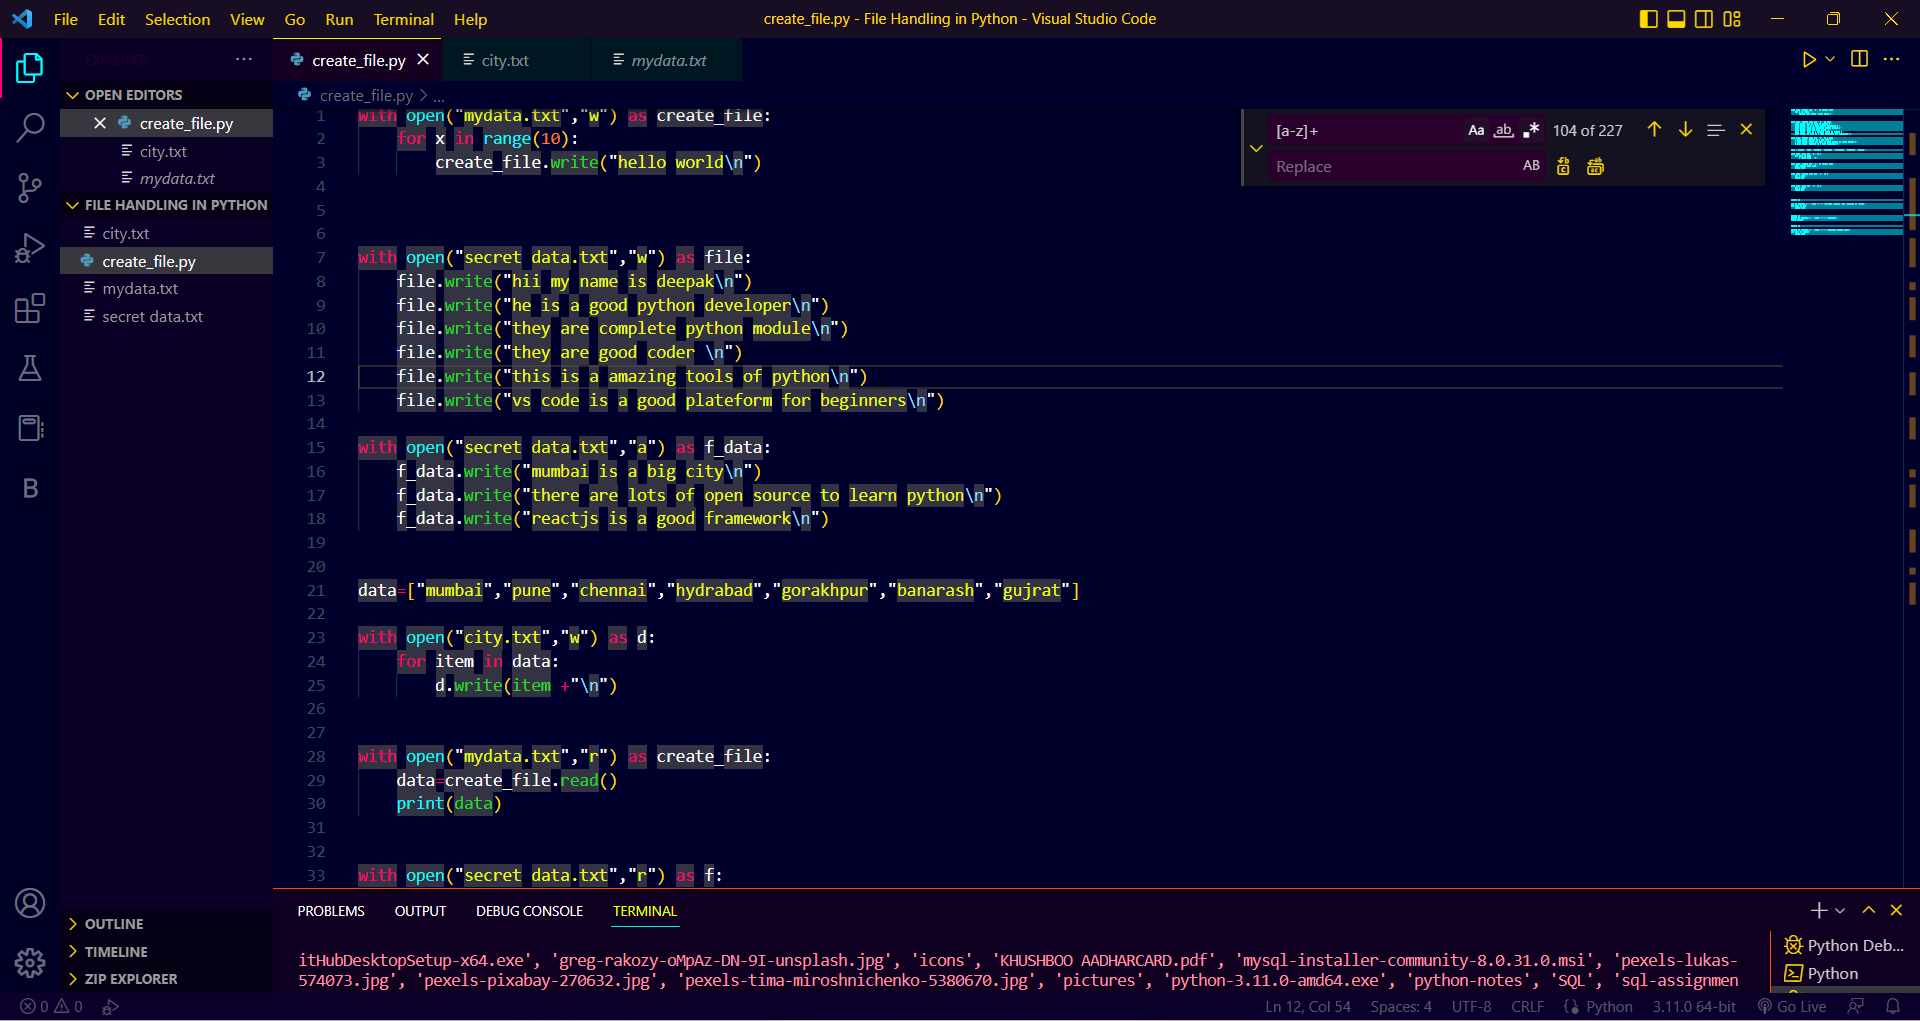 File Edit Selection View Go Run Terminal Help
create_file.py - File Handling in Python - Visual Studio Code
EXPLORER
OPEN EDITORS
create_file.py
city.txt
mydata.txt
FILE HANDLING IN PYTHON
city.txt
create_file.py
mydata.txt
secret data.txt
OUTLINE
TIMELINE
ZIP EXPLORER
B
create_file.py
city.txt
mydata.txt
create_file.py > ...
[a-z]+ Aa ab .* 104 of 227
Replace AB
1 with open("mydata.txt","w") as create_file:
2     for x in range(10):
3         create_file.write("hello world\n")
4
5
6
7 with open("secret data.txt","w") as file:
8     file.write("hii my name is deepak\n")
9     file.write("he is a good python developer\n")
10     file.write("they are complete python module\n")
11     file.write("they are good coder \n")
12     file.write("this is a amazing tools of python\n")
13     file.write("vs code is a good plateform for beginners\n")
14
15 with open("secret data.txt","a") as f_data:
16     f_data.write("mumbai is a big city\n")
17     f_data.write("there are lots of open source to learn python\n")
18     f_data.write("reactjs is a good framework\n")
19
20
21 data=["mumbai","pune","chennai","hydrabad","gorakhpur","banarash","gujrat"]
22
23 with open("city.txt","w") as d:
24     for item in data:
25         d.write(item +"\n")
26
27
28 with open("mydata.txt","r") as create_file:
29     data=create_file.read()
30     print(data)
31
32
33 with open("secret data.txt","r") as f:
PROBLEMS OUTPUT DEBUG CONSOLE TERMINAL
itHubDesktopSetup-x64.exe', 'greg-rakozy-oMpAz-DN-9I-unsplash.jpg', 'icons', 'KHUSHBOO AADHARCARD.pdf', 'mysql-installer-community-8.0.31.0.msi', 'pexels-lukas-
574073.jpg', 'pexels-pixabay-270632.jpg', 'pexels-tima-miroshnichenko-5380670.jpg', 'pictures', 'python-3.11.0-amd64.exe', 'python-notes', 'SQL', 'sql-assignmen
Python Deb...
Python
0 0
Ln 12, Col 54 Spaces: 4 UTF-8 CRLF Python 3.11.0 64-bit Go Live